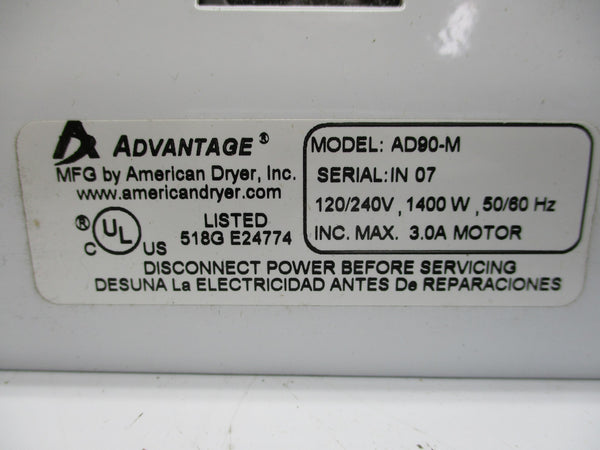 AD ADVANTAGE®
MFG by American Dryer, Inc.
www.americandryer.com
® C UL US
LISTED
518G E24774
MODEL: AD90-M
SERIAL: IN 07
120/240V, 1400 W, 50/60 Hz
INC. MAX. 3.0A MOTOR
DISCONNECT POWER BEFORE SERVICING
DESUNA La ELECTRICIDAD ANTES De REPARACIONES